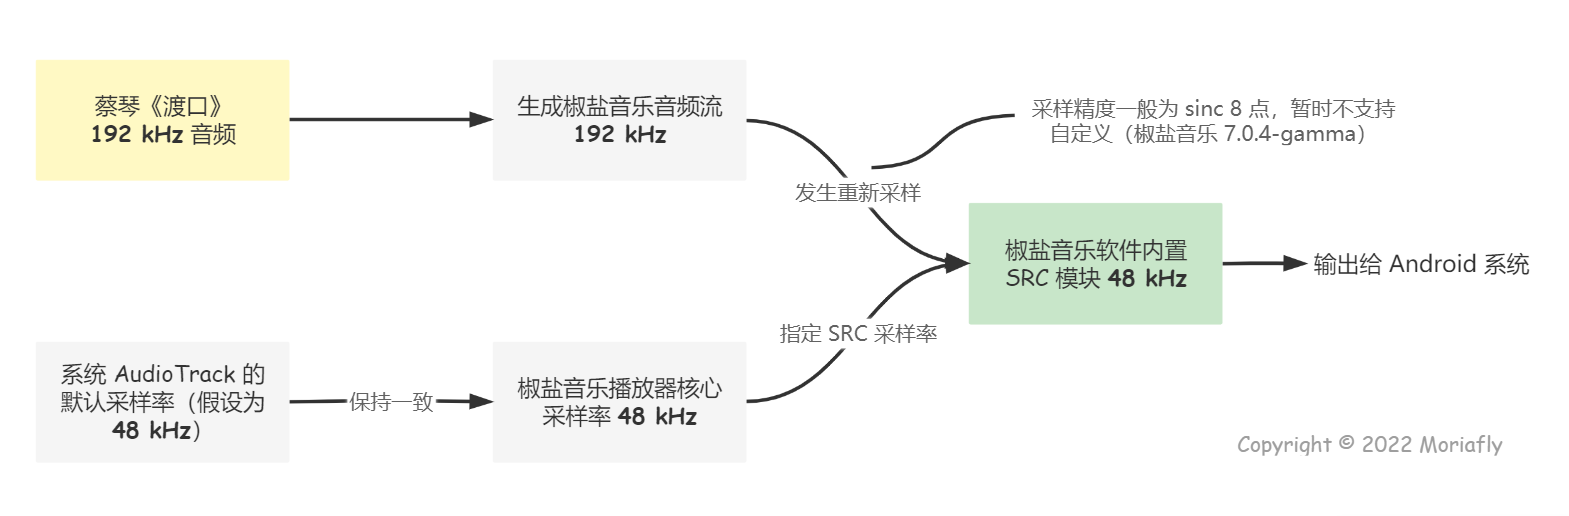 蔡琴《渡口》
192 kHz 音频
生成椒盐音乐音频流
192 kHz
采样精度一般为 sinc 8 点，暂时不支持
自定义（椒盐音乐 7.0.4-gamma）
发生重新采样
椒盐音乐软件内置
SRC 模块 48 kHz
输出给 Android 系统
指定 SRC 采样率
系统 AudioTrack 的
默认采样率（假设为
48 kHz）
保持一致
椒盐音乐播放器核心
采样率 48 kHz
Copyright © 2022 Moriafly